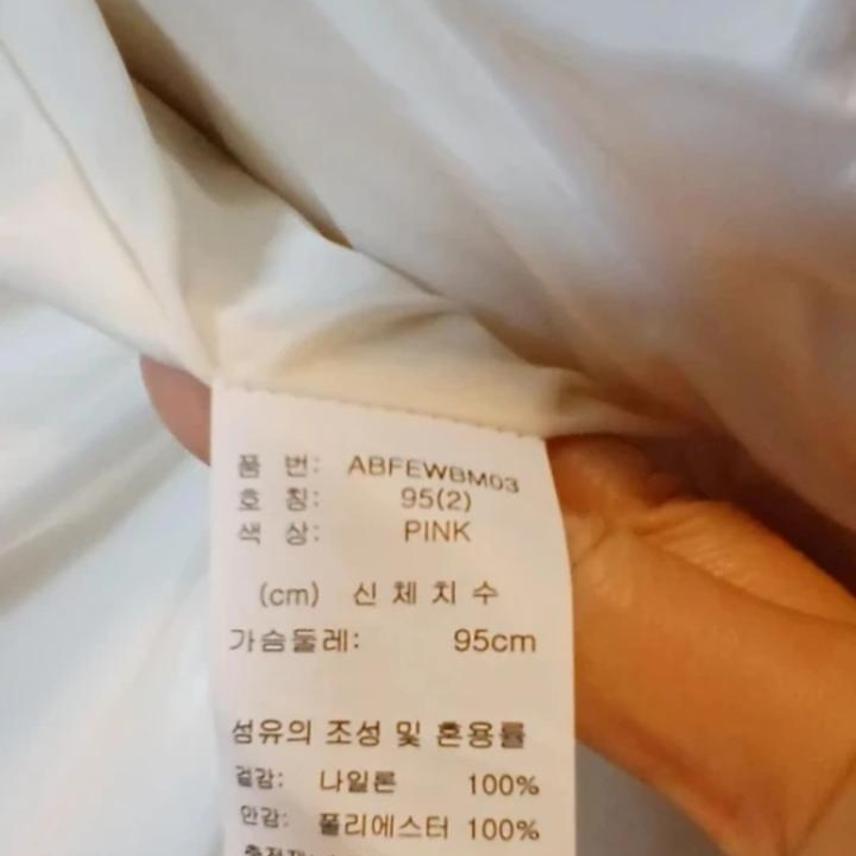 품 번: ABFEWBM03
호 칭: 95(2)
색 상: PINK
(cm) 신 체 치 수
가슴둘레: 95cm
섬유의 조성 및 혼용률
겉감: 나일론 100%
안감: 폴리에스터 100%